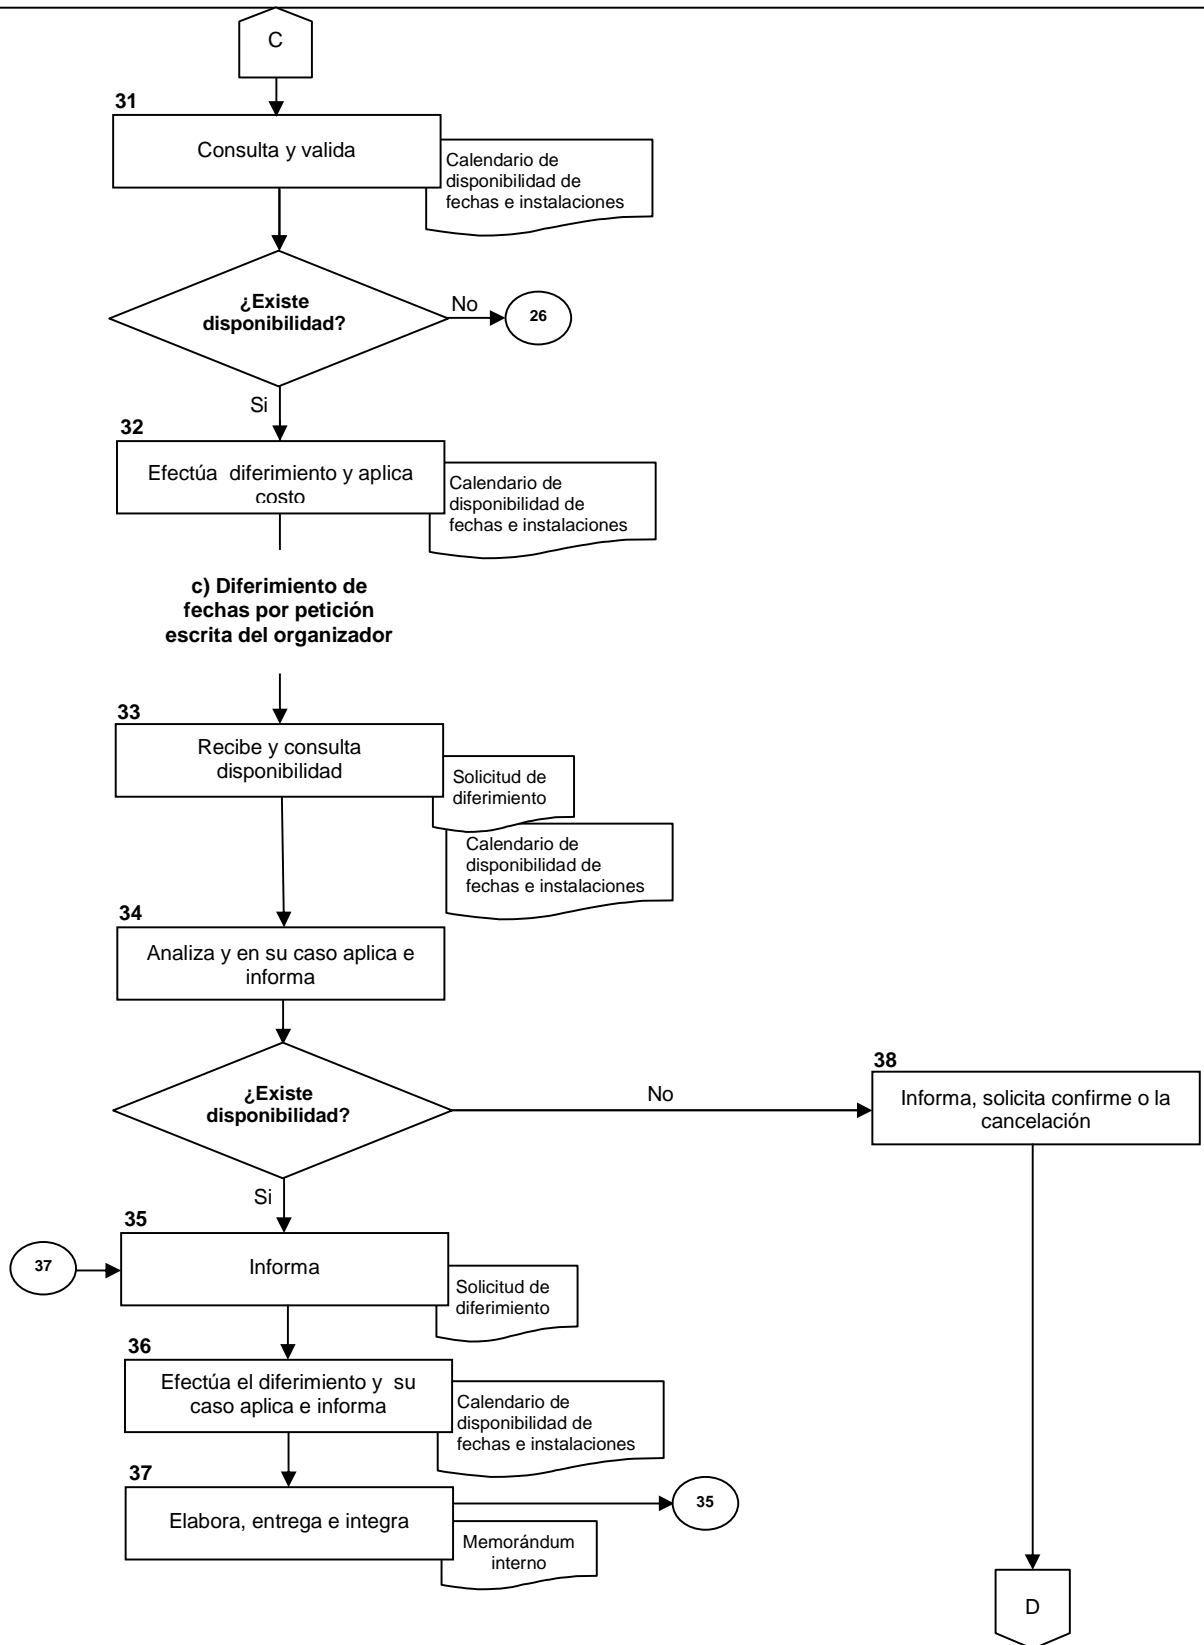 C
31
Consulta y valida
Calendario de
disponibilidad de
fechas e instalaciones
¿Existe
disponibilidad?
No
26
Si
32
Efectúa  diferimiento y aplica
costo
Calendario de
disponibilidad de
fechas e instalaciones
c) Diferimiento de
fechas por petición
escrita del organizador
33
Recibe y consulta
disponibilidad
Solicitud de
diferimiento
Calendario de
disponibilidad de
fechas e instalaciones
34
Analiza y en su caso aplica e
informa
¿Existe
disponibilidad?
No
38
Informa, solicita confirme o la
cancelación
Si
35
37
Informa
Solicitud de
diferimiento
36
Efectúa el diferimiento y  su
caso aplica e informa
Calendario de
disponibilidad de
fechas e instalaciones
37
Elabora, entrega e integra
35
Memorándum
interno
D